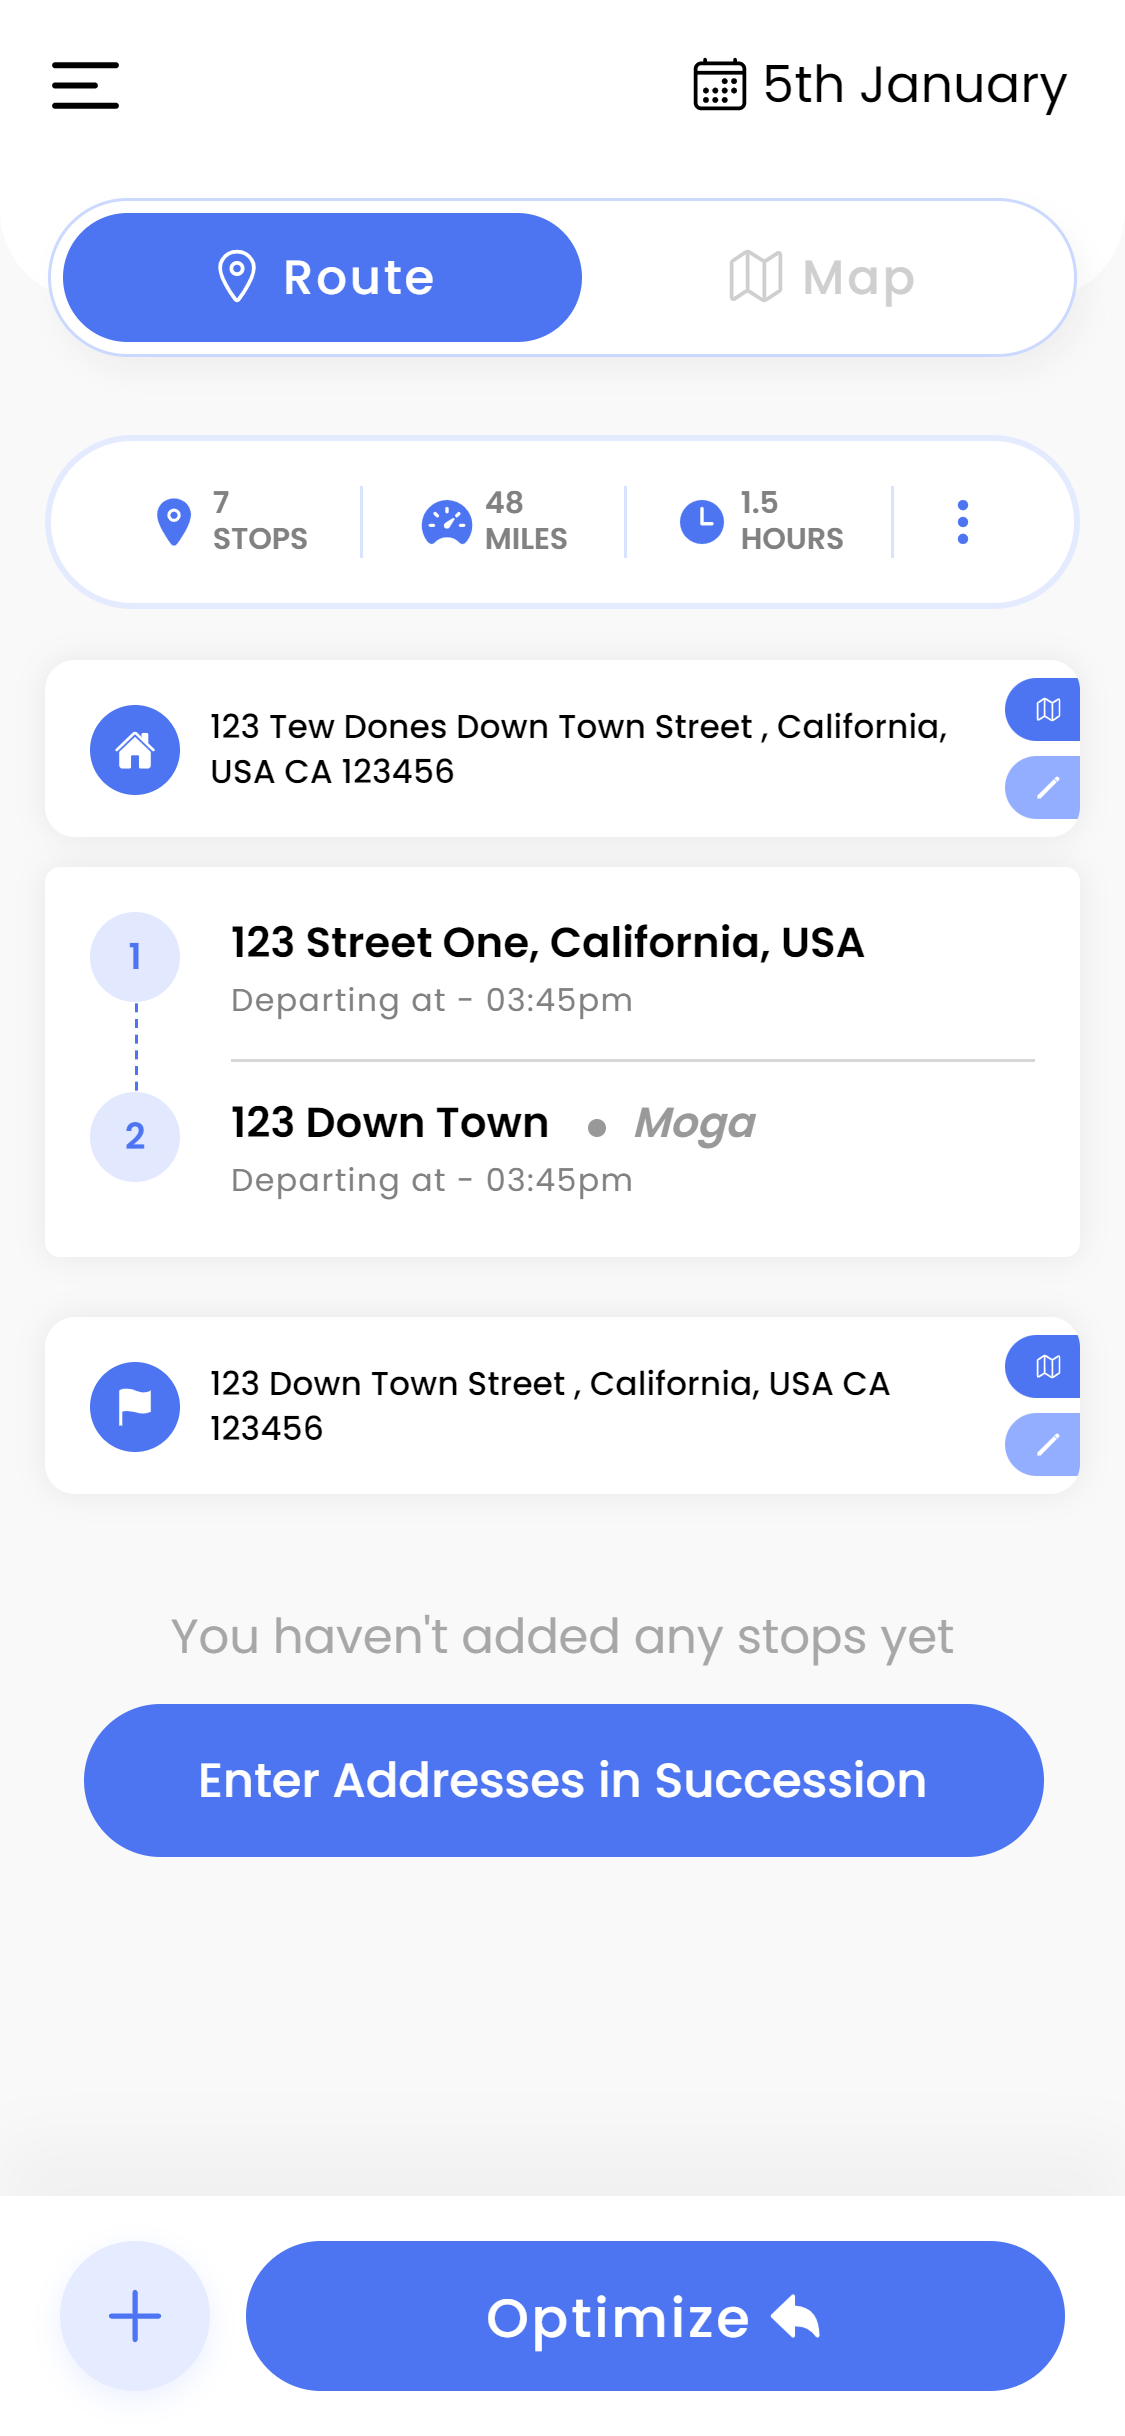 5th January
Route
Map
7
STOPS
48
MILES
1.5
HOURS
123 Tew Dones Down Town Street , California,
USA CA 123456
1
123 Street One, California, USA
Departing at - 03:45pm
2
123 Down Town ● Moga
Departing at - 03:45pm
123 Down Town Street , California, USA CA
123456
You haven't added any stops yet
Enter Addresses in Succession
Optimize